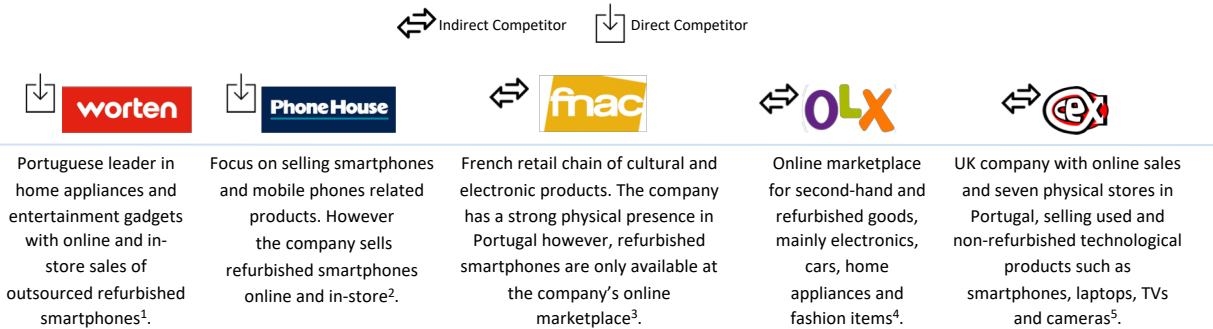 Indirect Competitor
Direct Competitor
worten
Phone House
fnac
OLX
CeX
Portuguese leader in
home appliances and
entertainment gadgets
with online and in-
store sales of
outsourced refurbished
smartphones1.
Focus on selling smartphones
and mobile phones related
products. However
the company sells
refurbished smartphones
online and in-store2.
French retail chain of cultural and
electronic products. The company
has a strong physical presence in
Portugal however, refurbished
smartphones are only available at
the company’s online
marketplace3.
Online marketplace
for second-hand and
refurbished goods,
mainly electronics,
cars, home
appliances and
fashion items4.
UK company with online sales
and seven physical stores in
Portugal, selling used and
non-refurbished technological
products such as
smartphones, laptops, TVs
and cameras5.